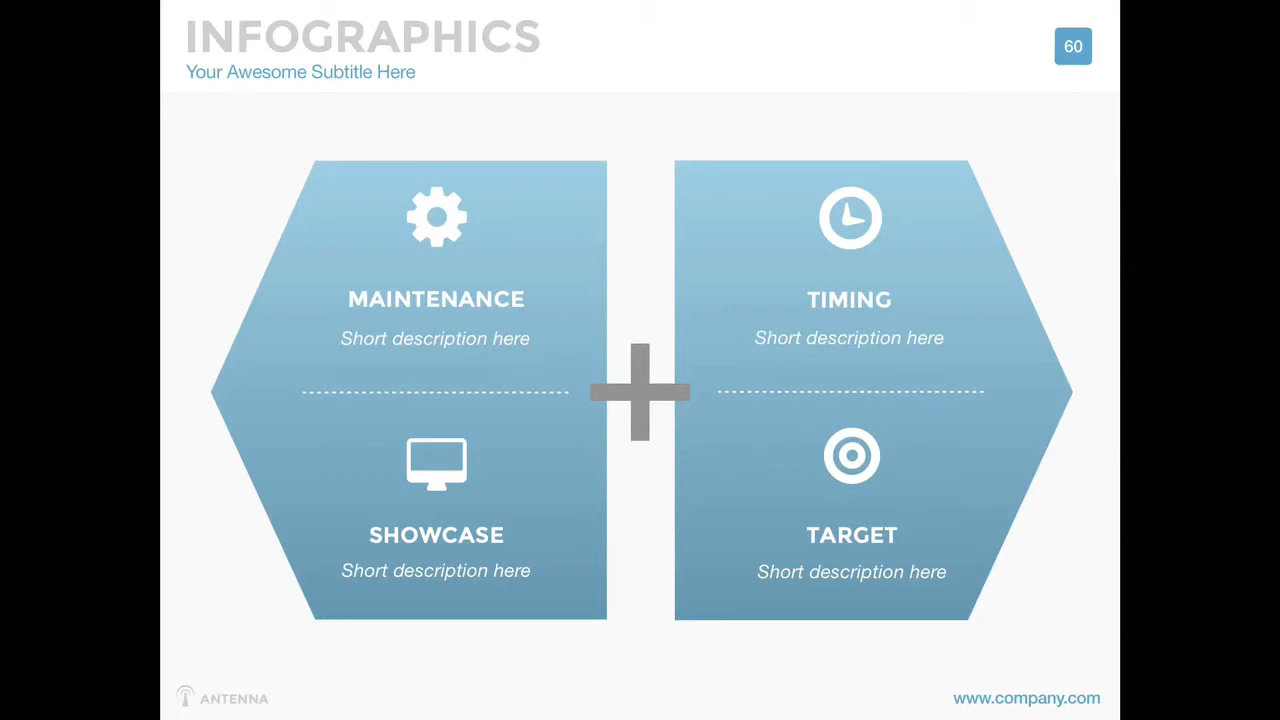 INFOGRAPHICS
Your Awesome Subtitle Here
60
MAINTENANCE
Short description here
SHOWCASE
Short description here
TIMING
Short description here
TARGET
Short description here
ANTENNA
www.company.com